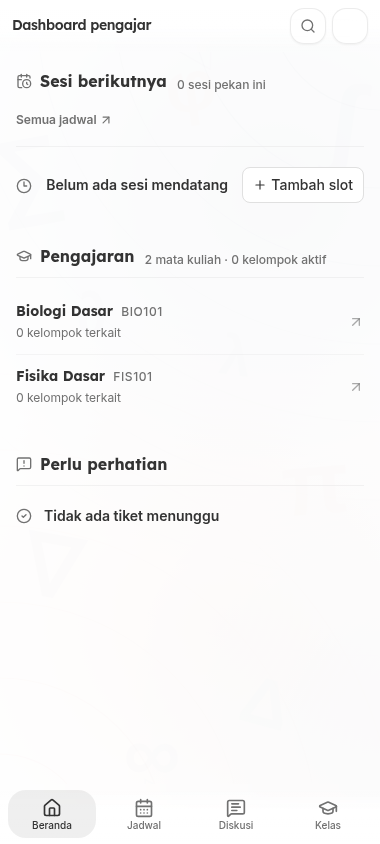 Dashboard pengajar
Sesi berikutnya 0 sesi pekan ini
Semua jadwal
Belum ada sesi mendatang
Tambah slot
Pengajaran 2 mata kuliah · 0 kelompok aktif
Biologi Dasar BIO101
0 kelompok terkait
Fisika Dasar FIS101
0 kelompok terkait
Perlu perhatian
Tidak ada tiket menunggu
Beranda Jadwal Diskusi Kelas